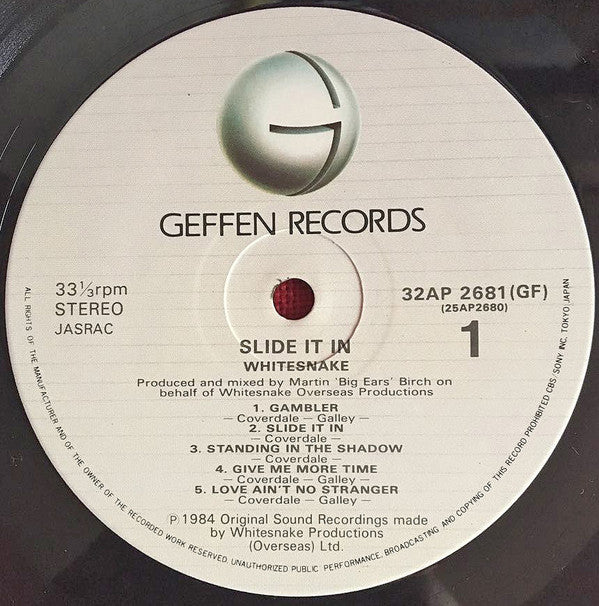 GEFFEN RECORDS
33⅓rpm
STEREO
JASRAC
32AP 2681(GF)
(25AP2680)
1
SLIDE IT IN
WHITESNAKE
Produced and mixed by Martin 'Big Ears' Birch on
behalf of Whitesnake Overseas Productions
1. GAMBLER
– Coverdale – Galley –
2. SLIDE IT IN
– Coverdale –
3. STANDING IN THE SHADOW
– Coverdale –
4. GIVE ME MORE TIME
– Coverdale – Galley –
5. LOVE AIN'T NO STRANGER
– Coverdale – Galley –
℗1984 Original Sound Recordings made
by Whitesnake Productions
(Overseas) Ltd.
ALL RIGHTS OF THE MANUFACTURER AND OF THE OWNER OF THE RECORDED WORK RESERVED. UNAUTHORIZED PUBLIC PERFORMANCE, BROADCASTING AND COPYING OF THIS RECORD PROHIBITED CBS/SONY INC. TOKYO JAPAN